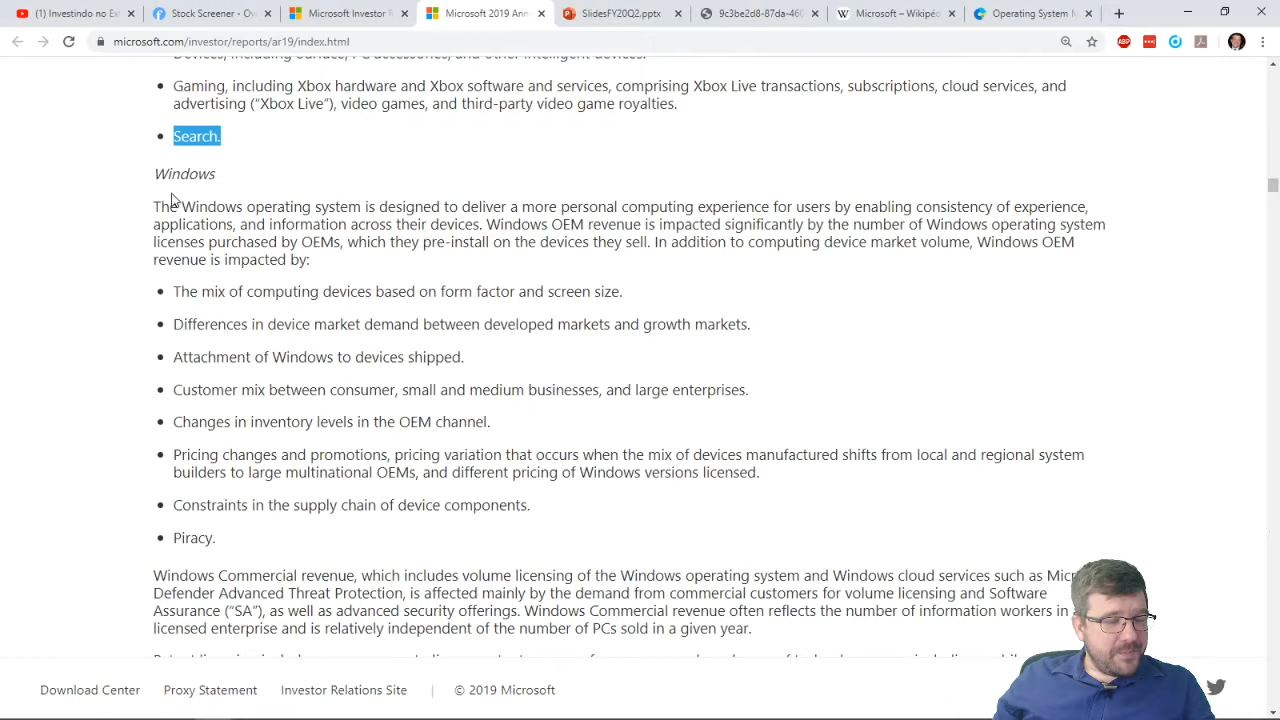 (1) Investindo no Ex
Stock Screener - Ov
Microsoft Investor R
Microsoft 2019 Ann
SlidesFY20Q2.pptx
9c3be2d8-87da-460
Microsoft – Wikipéd
Operating System M
microsoft.com/investor/reports/ar19/index.html
ABP
Devices, including Surface, PC accessories, and other intelligent devices.
• Gaming, including Xbox hardware and Xbox software and services, comprising Xbox Live transactions, subscriptions, cloud services, and
advertising (“Xbox Live”), video games, and third-party video game royalties.
• Search.
Windows
The Windows operating system is designed to deliver a more personal computing experience for users by enabling consistency of experience,
applications, and information across their devices. Windows OEM revenue is impacted significantly by the number of Windows operating system
licenses purchased by OEMs, which they pre-install on the devices they sell. In addition to computing device market volume, Windows OEM
revenue is impacted by:
• The mix of computing devices based on form factor and screen size.
• Differences in device market demand between developed markets and growth markets.
• Attachment of Windows to devices shipped.
• Customer mix between consumer, small and medium businesses, and large enterprises.
• Changes in inventory levels in the OEM channel.
• Pricing changes and promotions, pricing variation that occurs when the mix of devices manufactured shifts from local and regional system
builders to large multinational OEMs, and different pricing of Windows versions licensed.
• Constraints in the supply chain of device components.
• Piracy.
Windows Commercial revenue, which includes volume licensing of the Windows operating system and Windows cloud services such as Micr
Defender Advanced Threat Protection, is affected mainly by the demand from commercial customers for volume licensing and Software
Assurance (“SA”), as well as advanced security offerings. Windows Commercial revenue often reflects the number of information workers in a
licensed enterprise and is relatively independent of the number of PCs sold in a given year.
Download Center
Proxy Statement
Investor Relations Site
© 2019 Microsoft